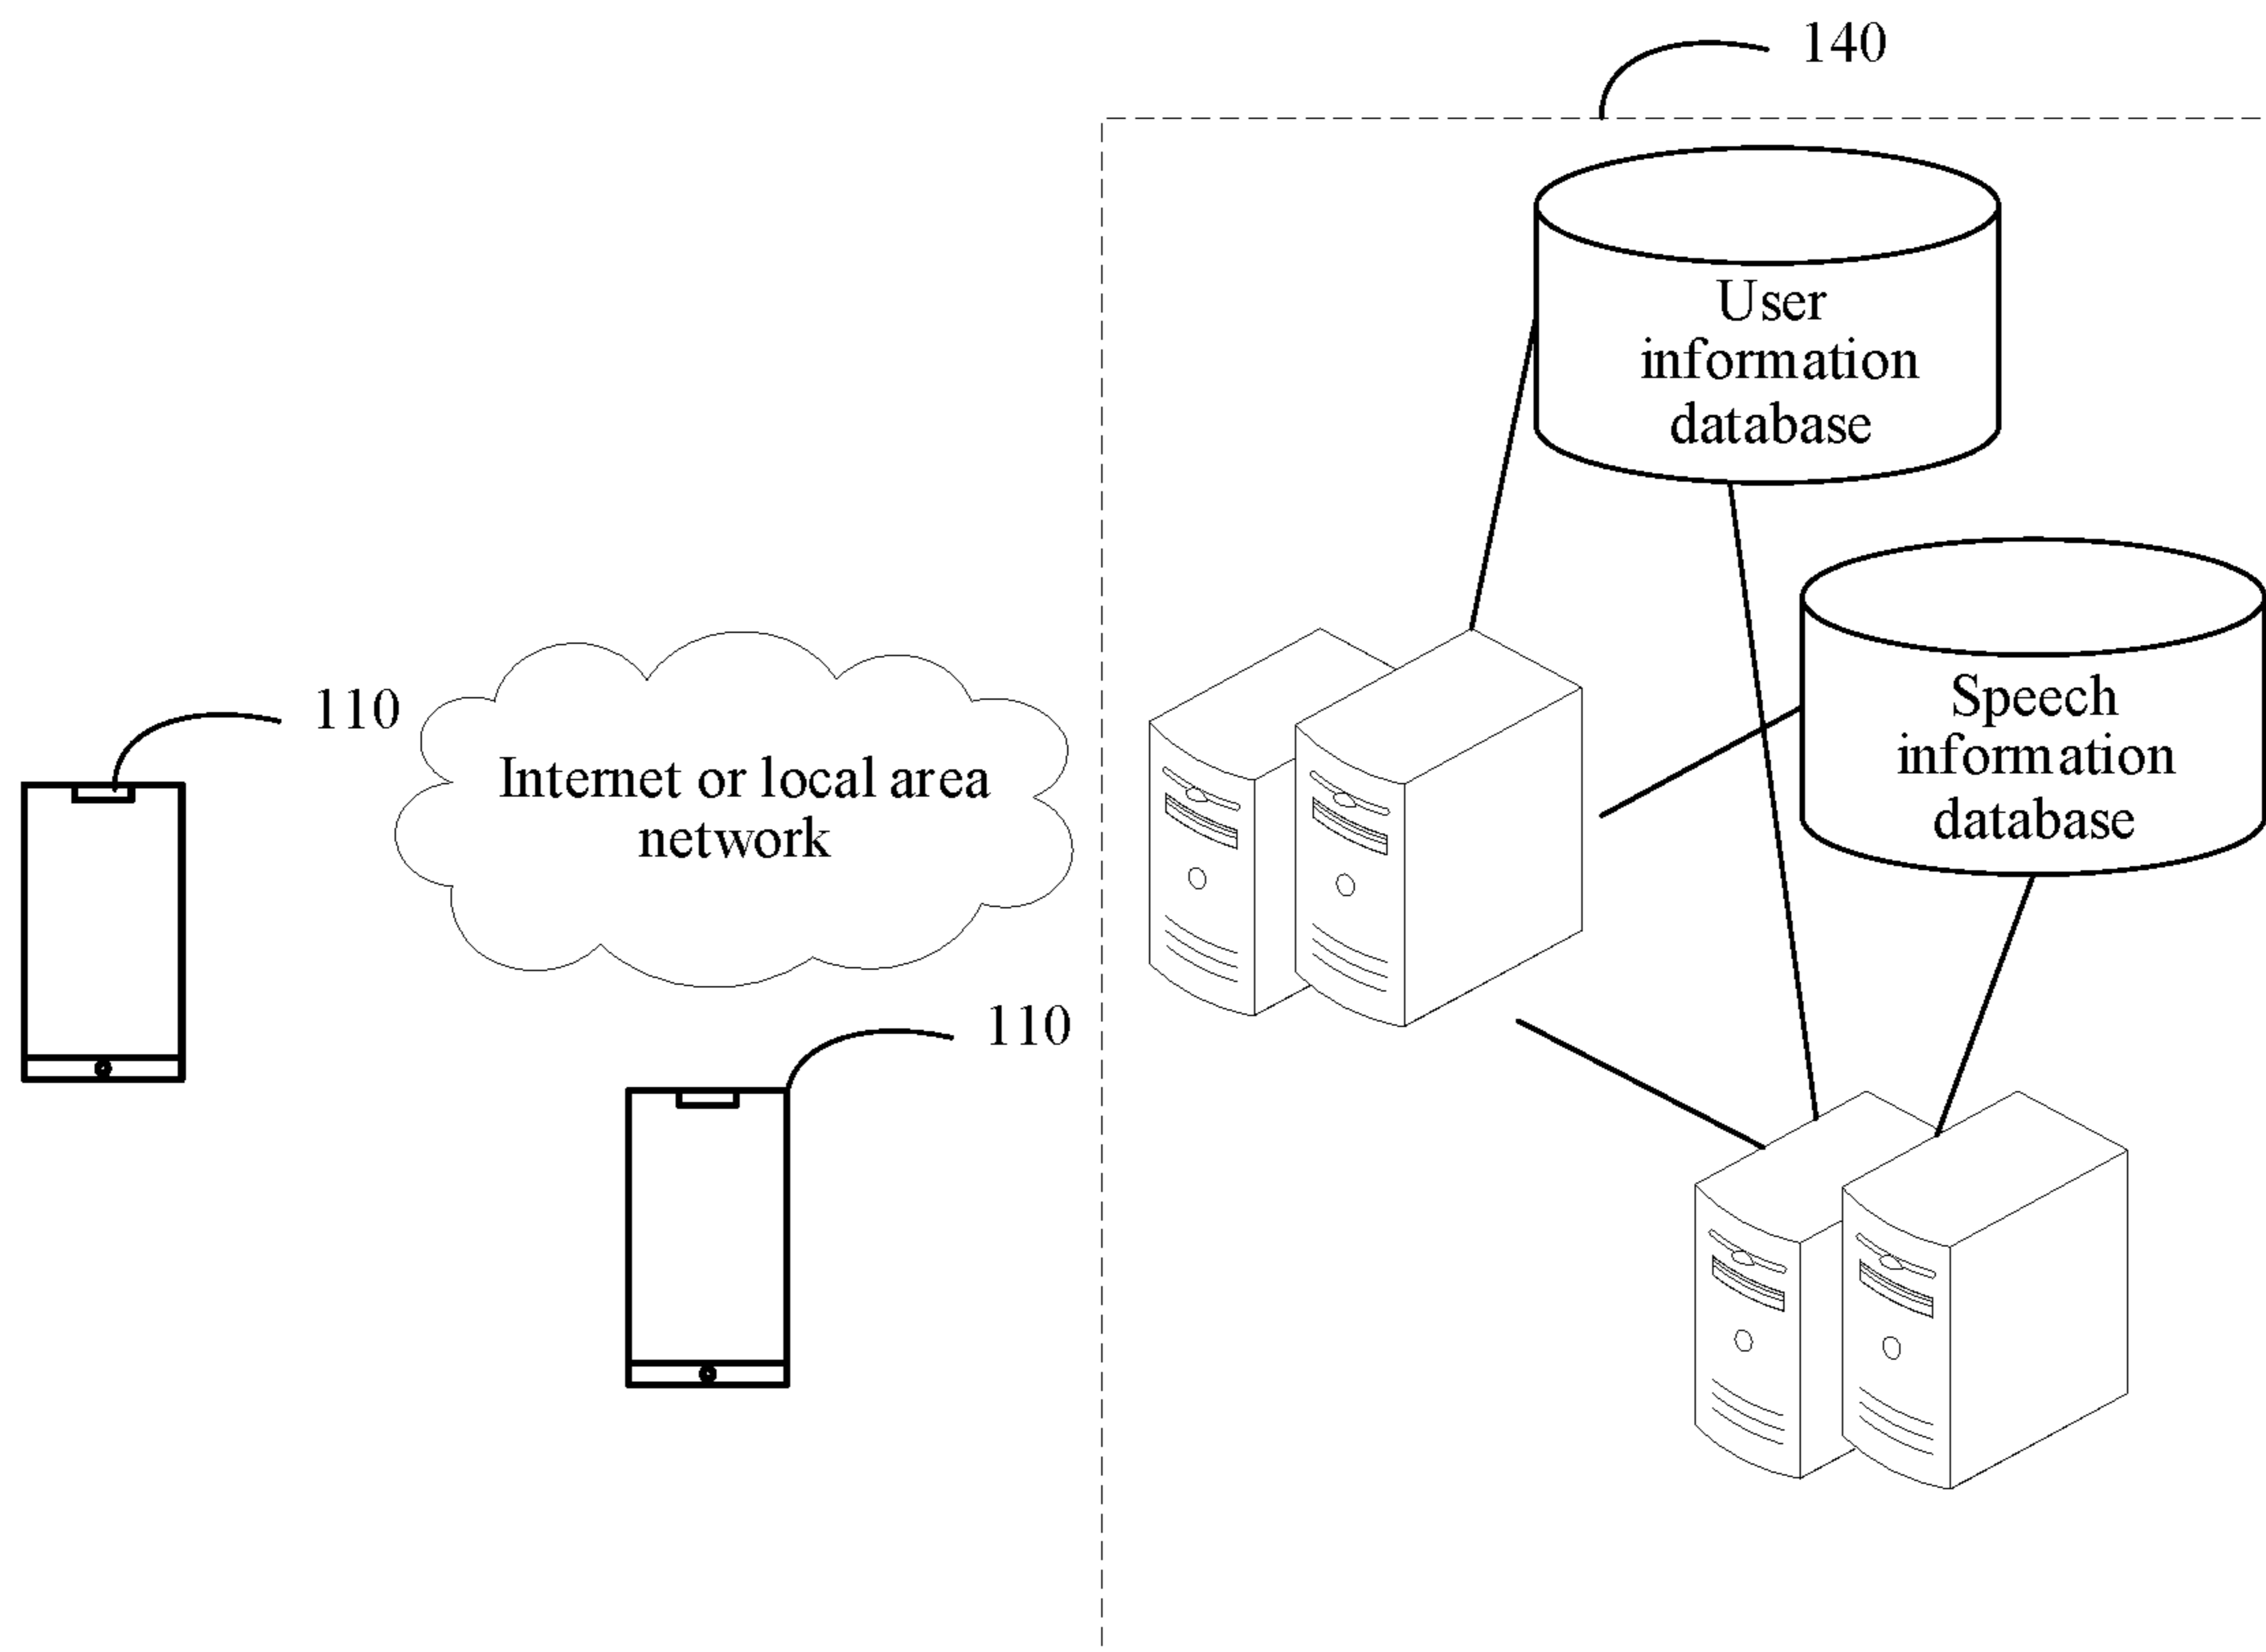 140
User
information
database
Speech
information
database
110
Internet or local area
network
110